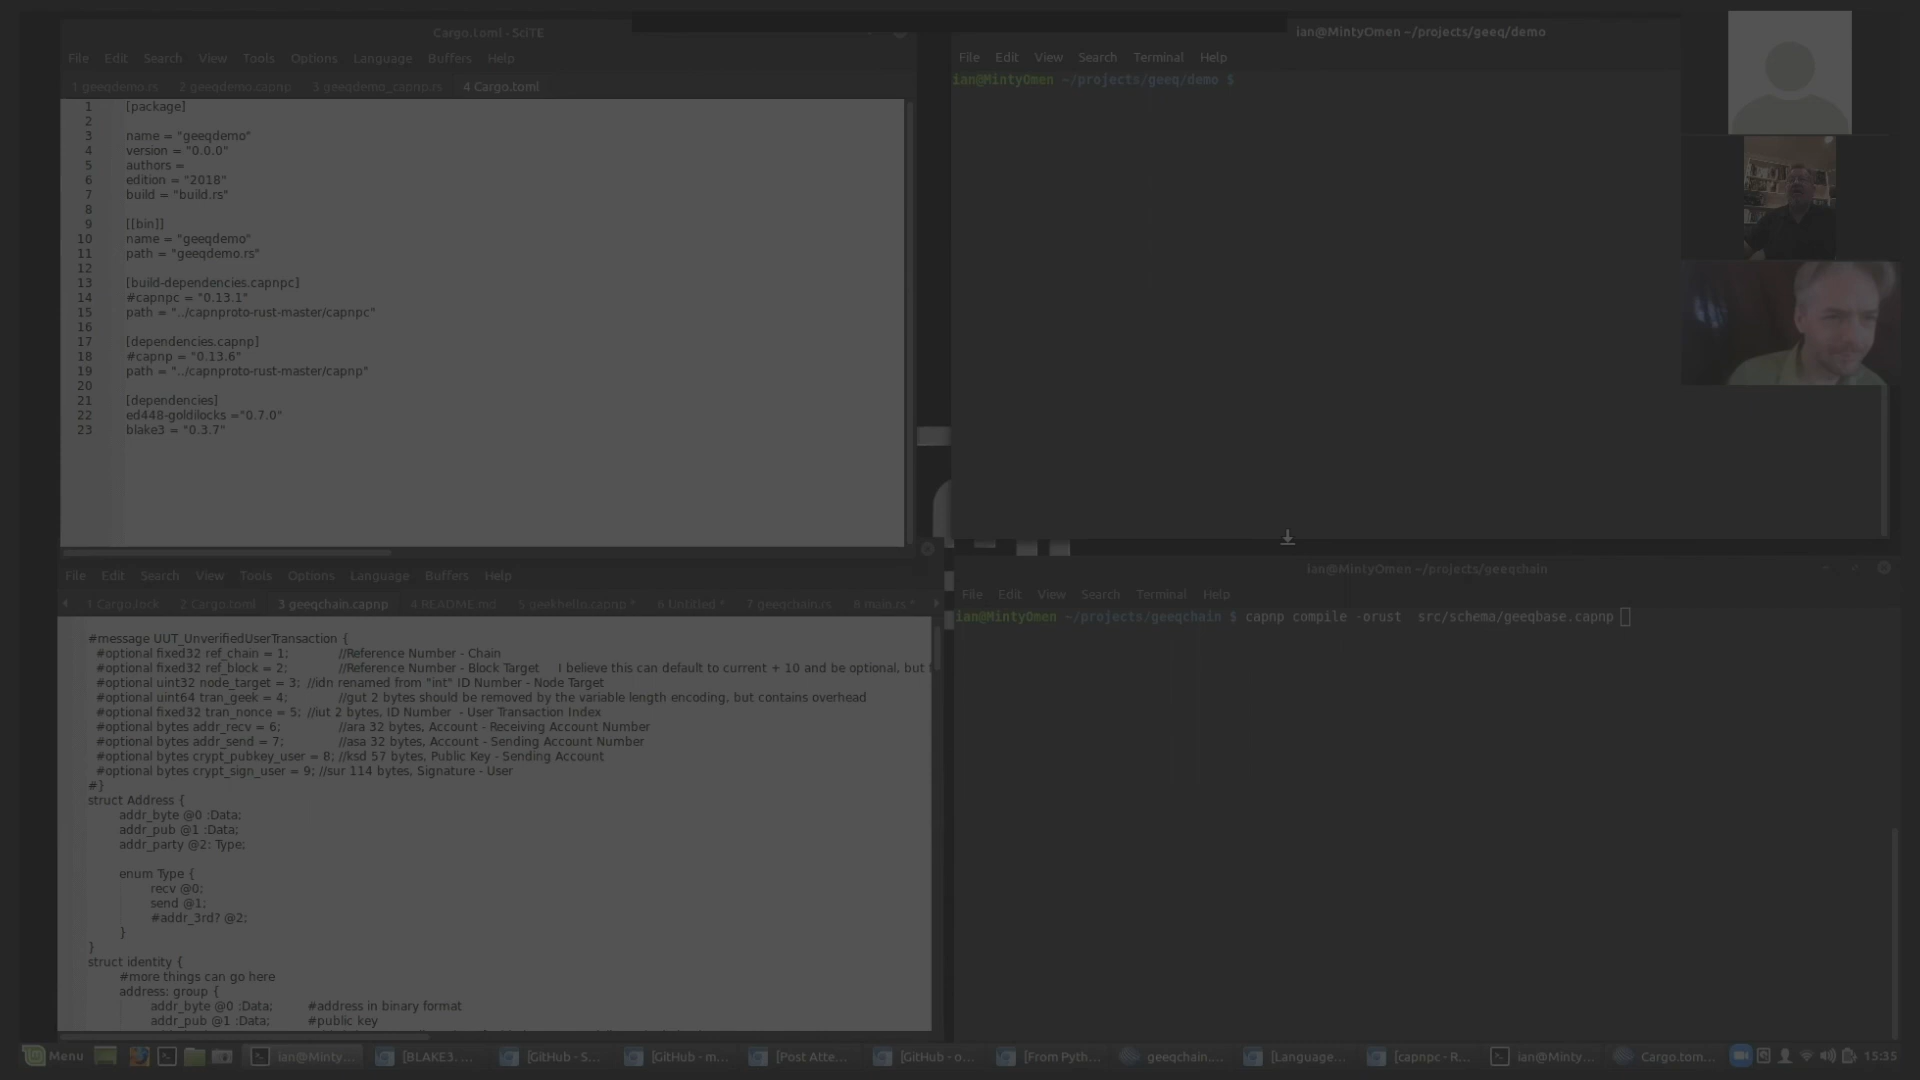 Cargo.toml - SciTE
File Edit Search View Tools Options Language Buffers Help
1 geeqdemo.rs 2 geeqdemo.capnp 3 geeqdemo_capnp.rs 4 Cargo.toml
1 [package]
2
3 name = "geeqdemo"
4 version = "0.0.0"
5 authors =
6 edition = "2018"
7 build = "build.rs"
8
9 [[bin]]
10 name = "geeqdemo"
11 path = "geeqdemo.rs"
12
13 [build-dependencies.capnpc]
14 #capnpc = "0.13.1"
15 path = "../capnproto-rust-master/capnpc"
16
17 [dependencies.capnp]
18 #capnp = "0.13.6"
19 path = "../capnproto-rust-master/capnp"
20
21 [dependencies]
22 ed448-goldilocks ="0.7.0"
23 blake3 = "0.3.7"
ian@MintyOmen ~/projects/geeq/demo
File Edit View Search Terminal Help
ian@MintyOmen ~/projects/geeq/demo $
File Edit Search View Tools Options Language Buffers Help
1 Cargo.lock 2 Cargo.toml 3 geeqchain.capnp 4 README.md 5 geekhello.capnp * 6 Untitled * 7 geeqchain.rs 8 main.rs *
#message UUT_UnverifiedUserTransaction {
#optional fixed32 ref_chain = 1; //Reference Number - Chain
#optional fixed32 ref_block = 2; //Reference Number - Block Target I believe this can default to current + 10 and be optional, but
#optional uint32 node_target = 3; //idn renamed from "int" ID Number - Node Target
#optional uint64 tran_geek = 4; //gut 2 bytes should be removed by the variable length encoding, but contains overhead
#optional fixed32 tran_nonce = 5; //iut 2 bytes, ID Number - User Transaction Index
#optional bytes addr_recv = 6; //ara 32 bytes, Account - Receiving Account Number
#optional bytes addr_send = 7; //asa 32 bytes, Account - Sending Account Number
#optional bytes crypt_pubkey_user = 8; //ksd 57 bytes, Public Key - Sending Account
#optional bytes crypt_sign_user = 9; //sur 114 bytes, Signature - User
#}
struct Address {
addr_byte @0 :Data;
addr_pub @1 :Data;
addr_party @2: Type;
enum Type {
recv @0;
send @1;
#addr_3rd? @2;
}
}
struct identity {
#more things can go here
address: group {
addr_byte @0 :Data; #address in binary format
addr_pub @1 :Data; #public key
ian@MintyOmen ~/projects/geeqchain
File Edit View Search Terminal Help
ian@MintyOmen ~/projects/geeqchain $ capnp compile -orust src/schema/geeqbase.capnp
Menu ian@Minty... [BLAKE3.... [GitHub - S... [GitHub - m... [Post Atte... [GitHub - o... [From Pyth... geeqchain.... [Language... [capnpc - R... ian@Minty... Cargo.tom... 15:35